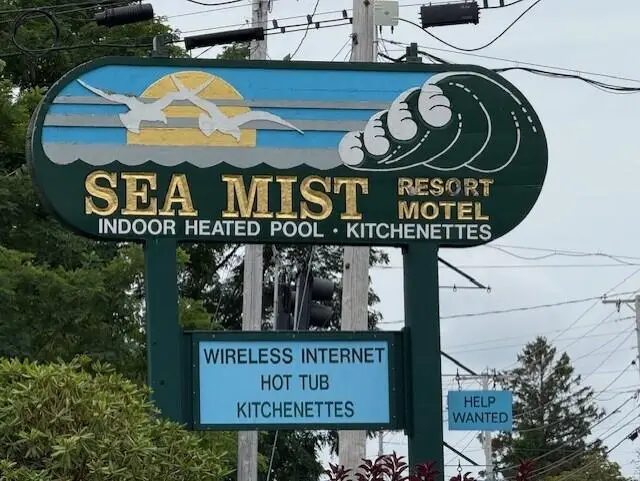 SEA MIST RESORT MOTEL
INDOOR HEATED POOL · KITCHENETTES
WIRELESS INTERNET
HOT TUB
KITCHENETTES
HELP
WANTED